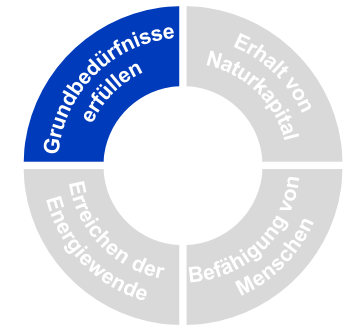 Grundbedürfnisse
erfüllen
Erhalt von
Naturkapital
Erreichen der
Energiewende
Befähigung von
Menschen